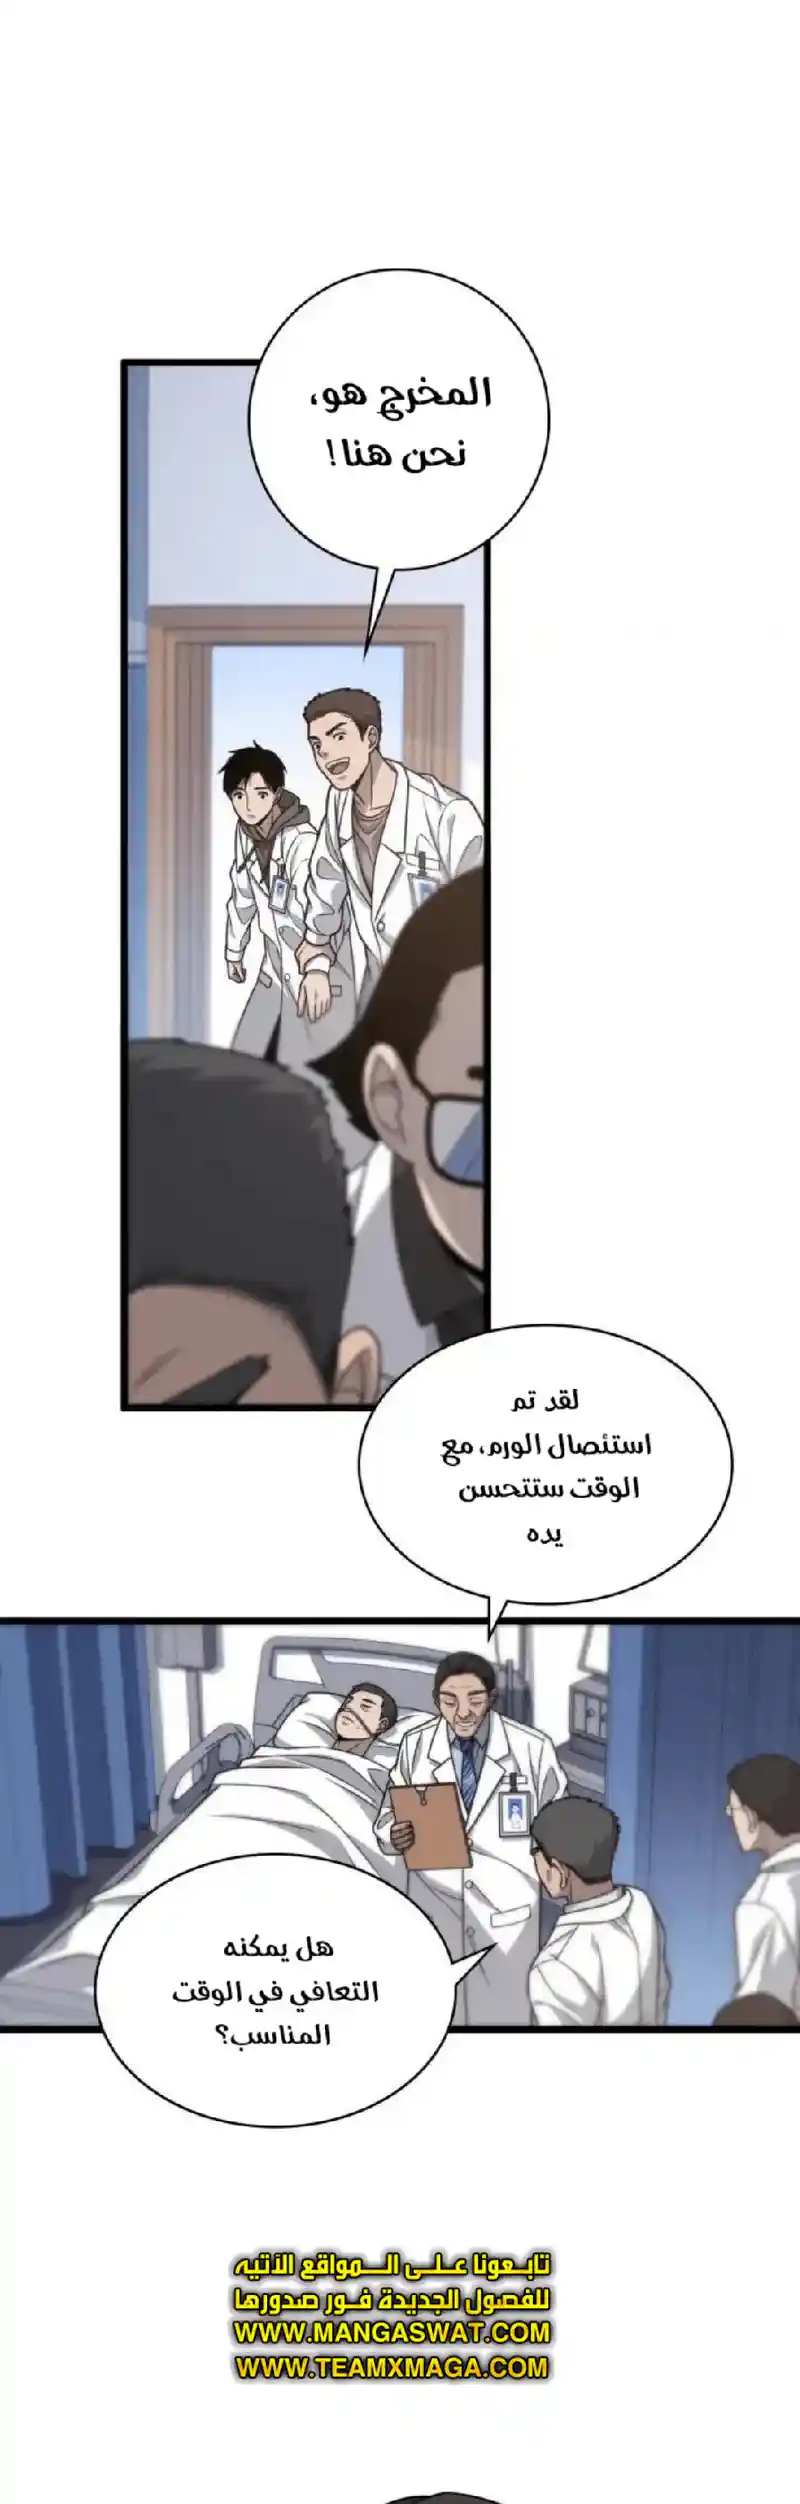 المخرج هو،
نحن هنا!
لقد تم
استئصال الورم، مع
الوقت ستتحسن
يده
هل يمكنه
التعافي في الوقت
المناسب؟
تابعونا على المواقع الآتيه
للفصول الجديدة فور صدورها
WWW.MANGASWAT.COM
WWW.TEAMXMAGA.COM